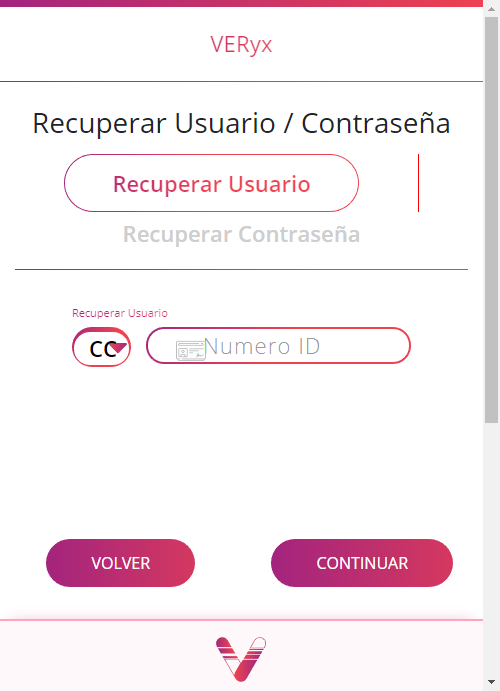 VERyx
Recuperar Usuario / Contraseña
Recuperar Usuario
Recuperar Contraseña
Recuperar Usuario
CC
Numero ID
VOLVER
CONTINUAR